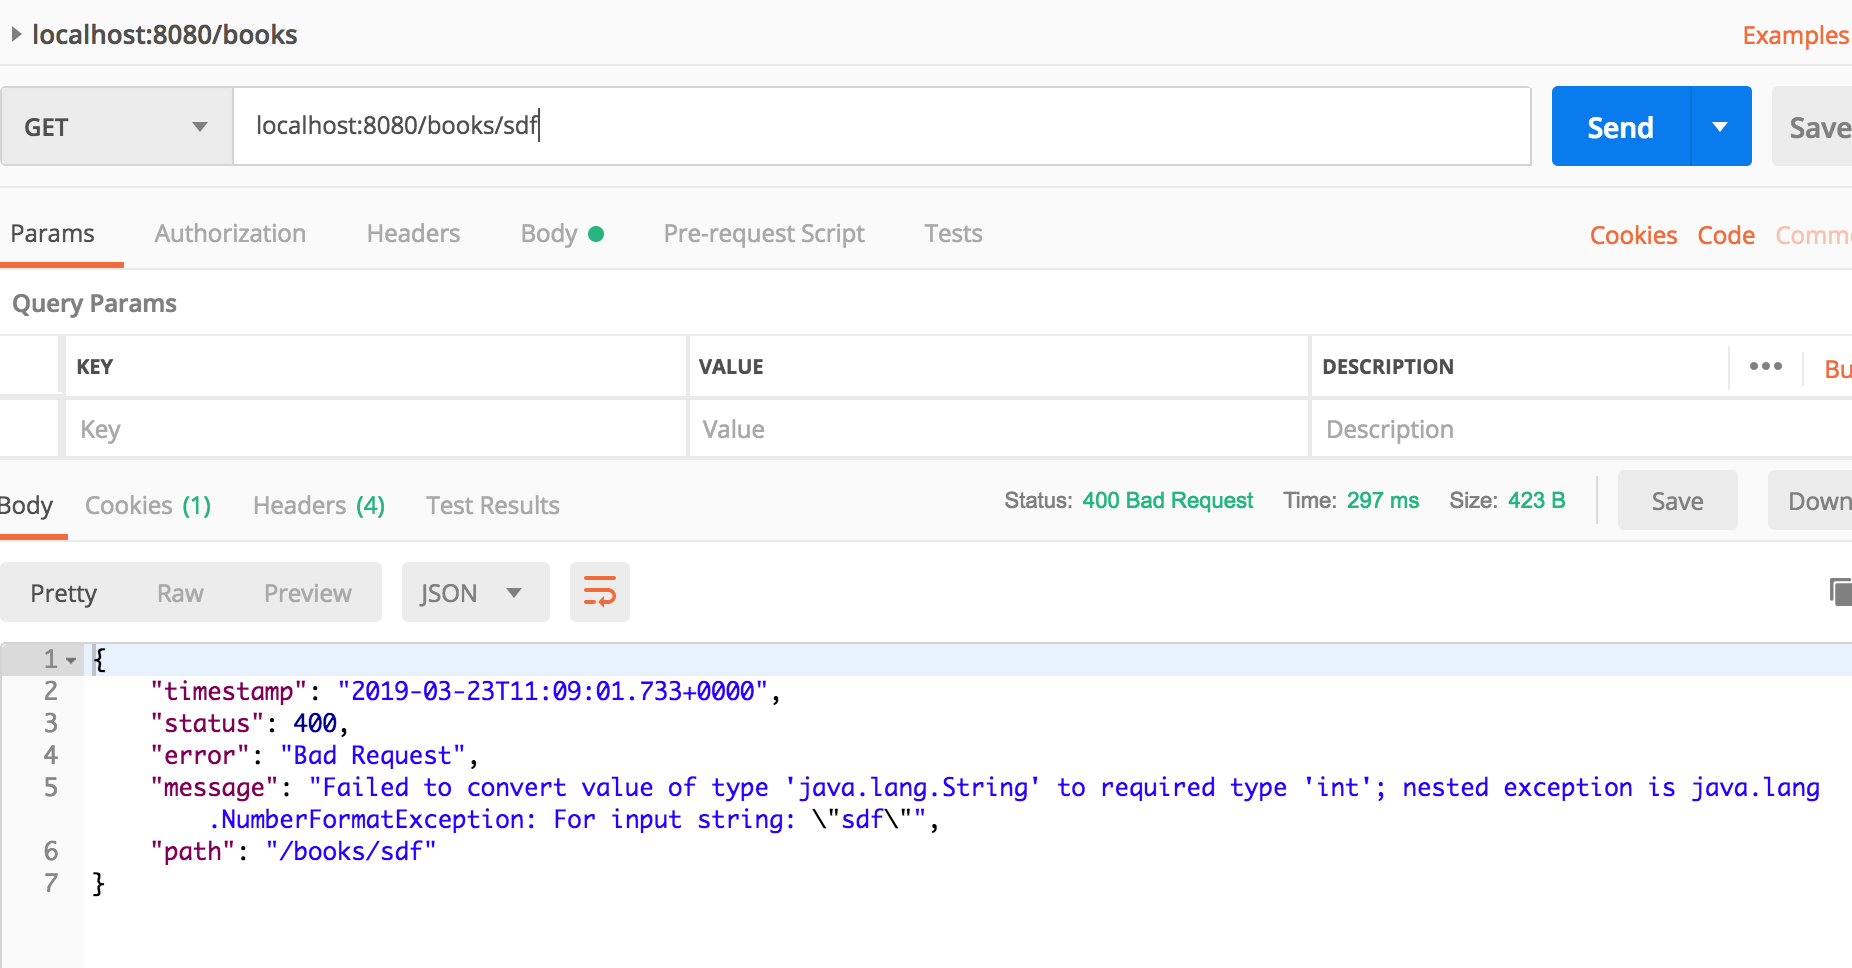 localhost:8080/books
Examples
GET localhost:8080/books/sdf Send Save
Params Authorization Headers Body Pre-request Script Tests Cookies Code Comme
Query Params
KEY VALUE DESCRIPTION ••• Bu
Key Value Description
Body Cookies (1) Headers (4) Test Results Status: 400 Bad Request Time: 297 ms Size: 423 B Save Down
Pretty Raw Preview JSON
1 {
2 "timestamp": "2019-03-23T11:09:01.733+0000",
3 "status": 400,
4 "error": "Bad Request",
5 "message": "Failed to convert value of type 'java.lang.String' to required type 'int'; nested exception is java.lang
.NumberFormatException: For input string: \"sdf\"",
6 "path": "/books/sdf"
7 }